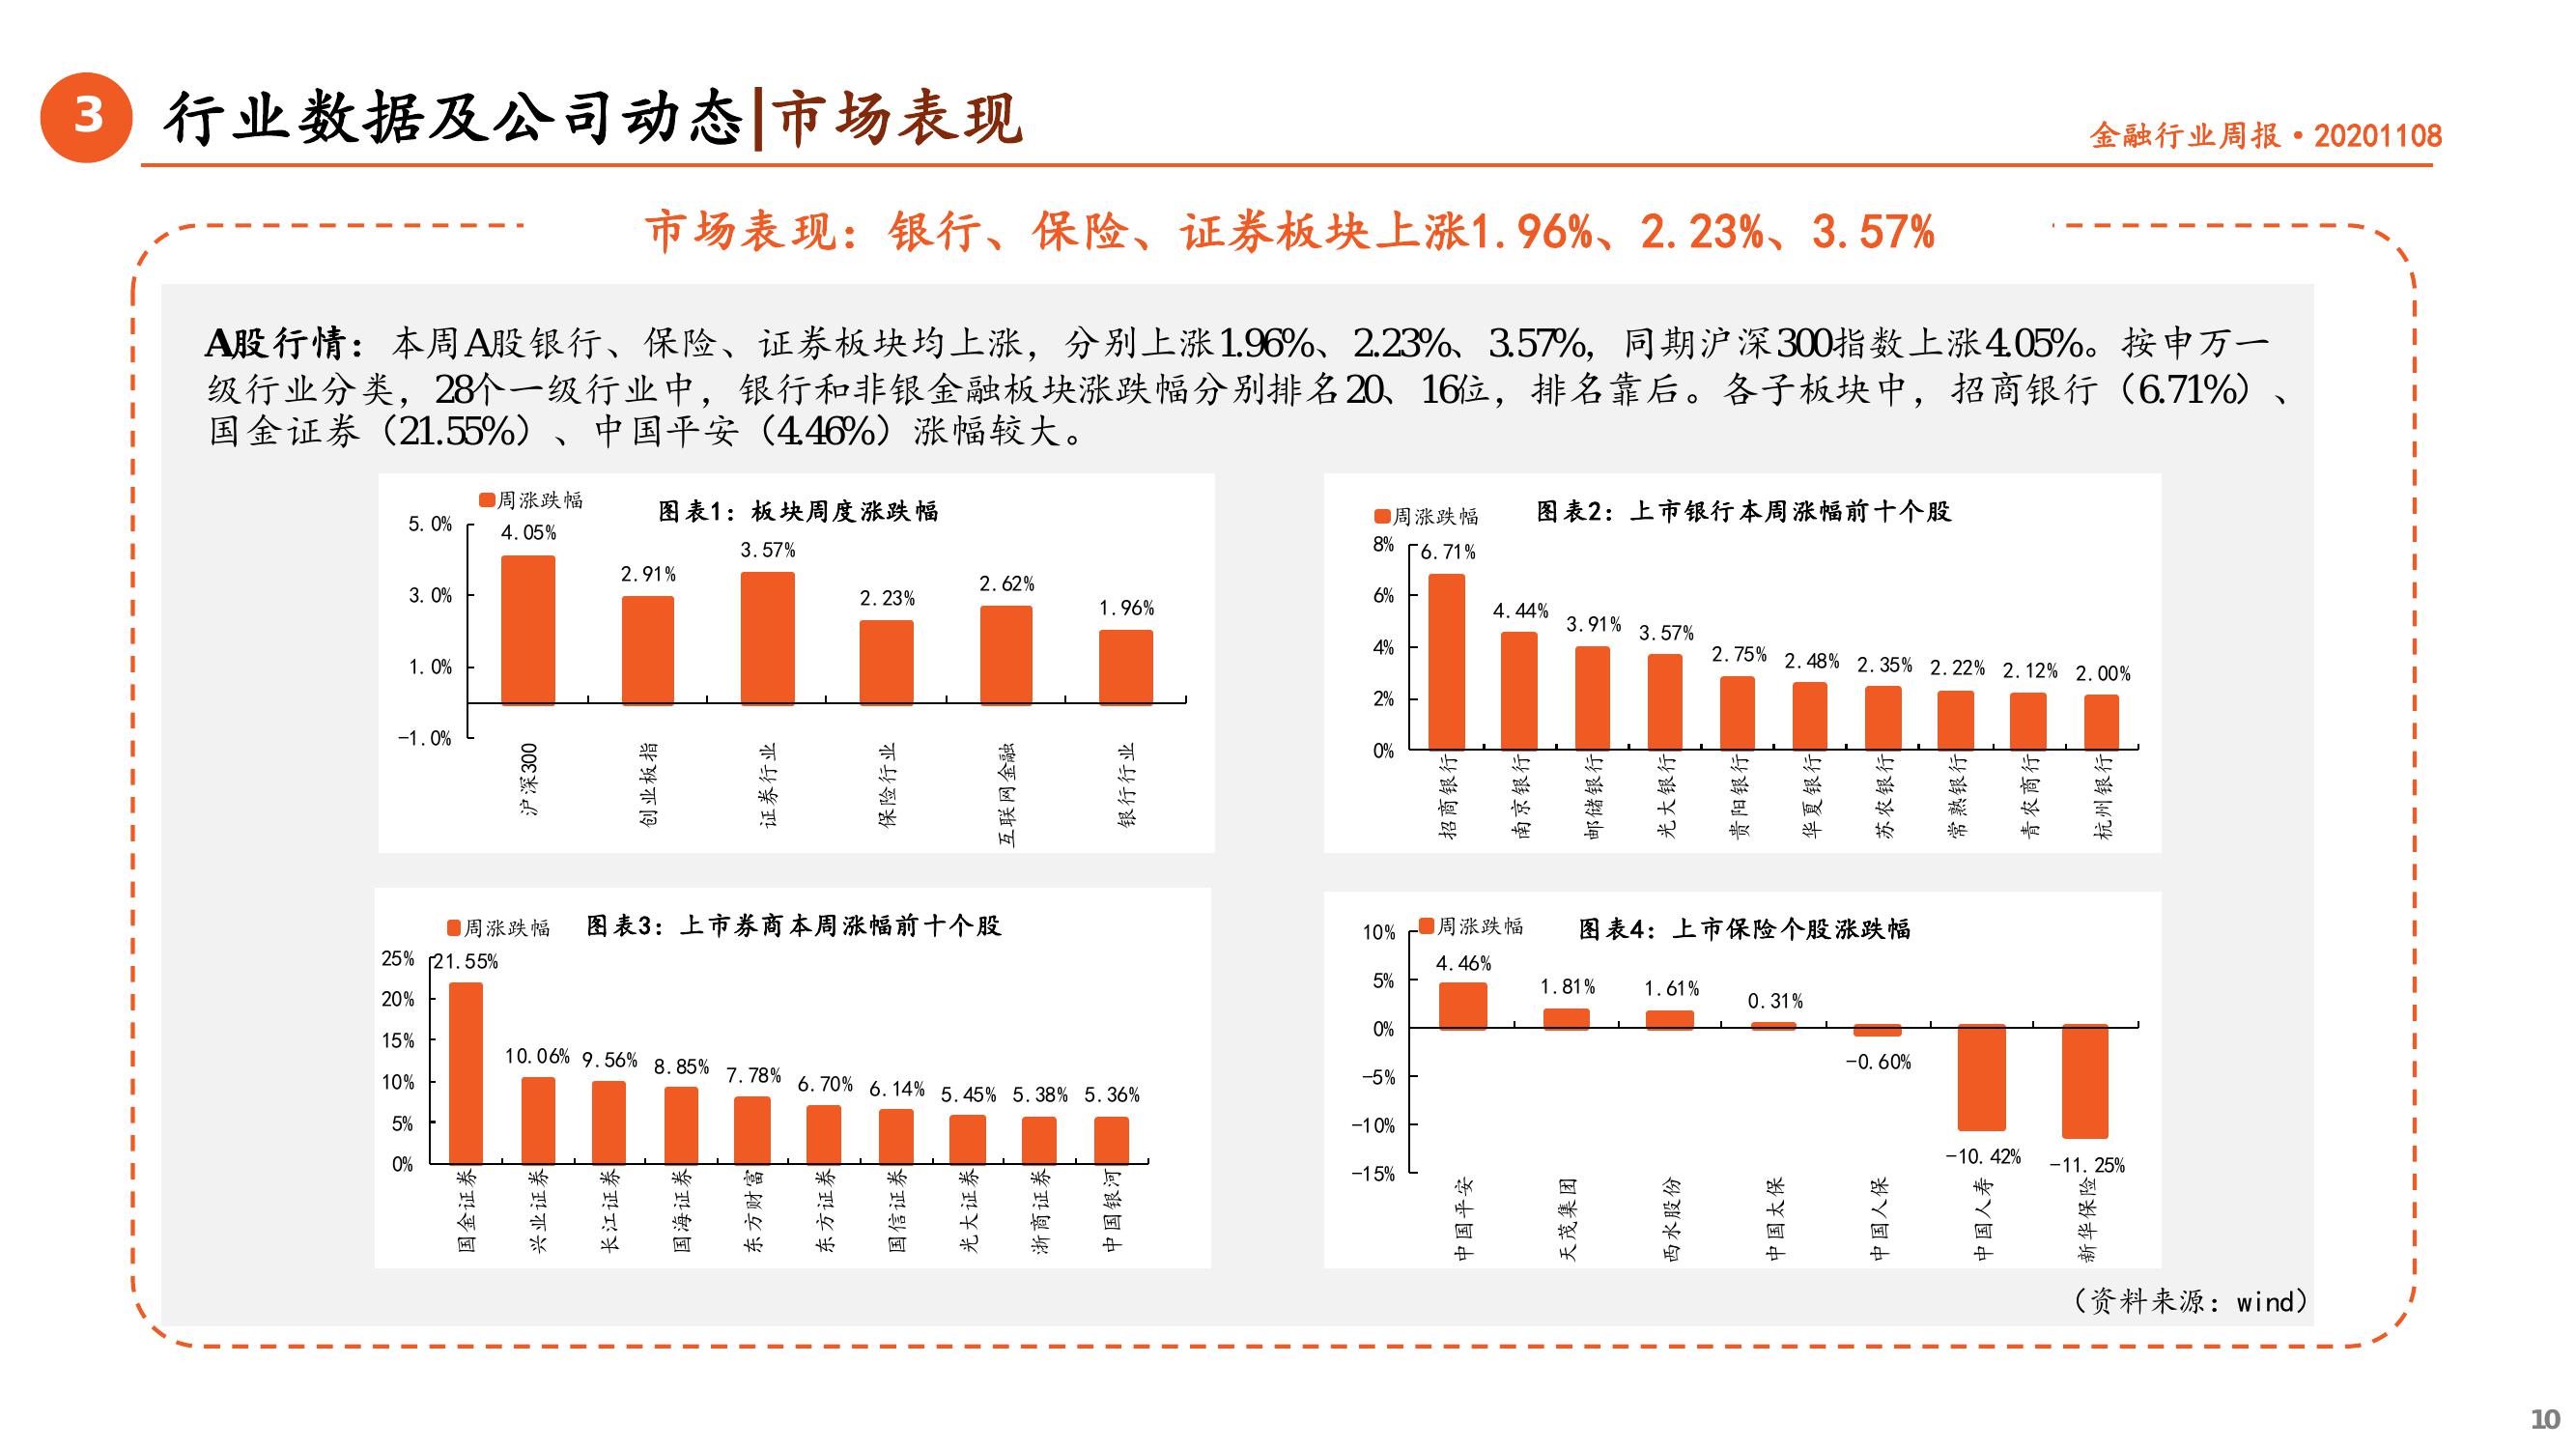 3
行业数据及公司动态|市场表现
金融行业周报·20201108
市场表现：银行、保险、证券板块上涨1.96%、2.23%、3.57%
A股行情：本周A股银行、保险、证券板块均上涨，分别上涨1.96%、2.23%、3.57%，同期沪深300指数上涨4.05%。按申万一
级行业分类，28个一级行业中，银行和非银金融板块涨跌幅分别排名20、16位，排名靠后。各子板块中，招商银行（6.71%）、
国金证券（21.55%）、中国平安（4.46%）涨幅较大。
周涨跌幅
图表1：板块周度涨跌幅
5.0%
3.0%
1.0%
-1.0%
4.05%
2.91%
3.57%
2.23%
2.62%
1.96%
沪深300
创业板指
证券行业
保险行业
互联网金融
银行行业
周涨跌幅
图表2：上市银行本周涨幅前十个股
8%
6%
4%
2%
0%
6.71%
4.44%
3.91%
3.57%
2.75%
2.48%
2.35%
2.22%
2.12%
2.00%
招商银行
南京银行
邮储银行
光大银行
贵阳银行
华夏银行
苏农银行
常熟银行
青农商行
杭州银行
周涨跌幅
图表3：上市券商本周涨幅前十个股
25%
20%
15%
10%
5%
0%
21.55%
10.06%
9.56%
8.85%
7.78%
6.70%
6.14%
5.45%
5.38%
5.36%
国金证券
兴业证券
长江证券
国海证券
东方财富
东方证券
国信证券
光大证券
浙商证券
中国银河
周涨跌幅
图表4：上市保险个股涨跌幅
10%
5%
0%
-5%
-10%
-15%
4.46%
1.81%
1.61%
0.31%
-0.60%
-10.42%
-11.25%
中国平安
天茂集团
西水股份
中国太保
中国人保
中国人寿
新华保险
（资料来源：wind）
10